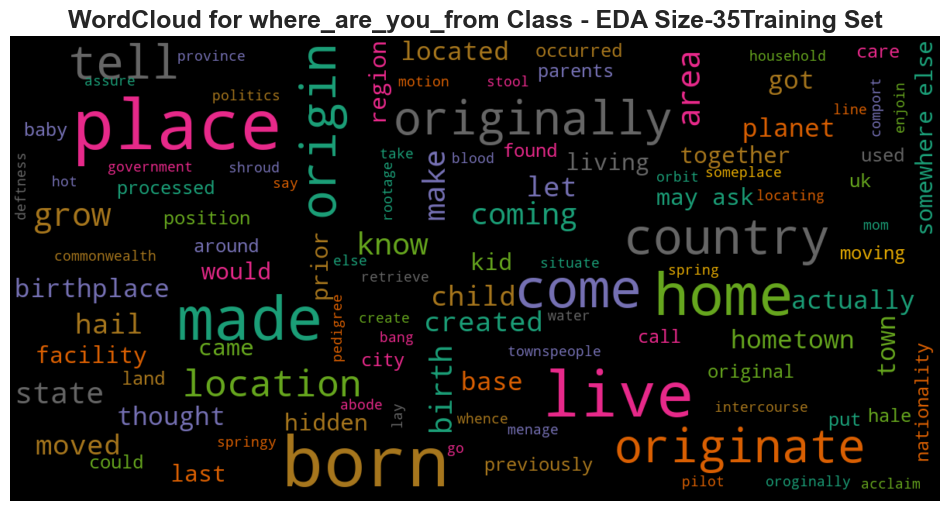 WordCloud for where_are_you_from Class - EDA Size-35Training Set
tell
province
assure
politics
baby
place
government
shroud
say
hot
processed
deftness
grow
position
origin
region
located
occurred
motion
stool
parents
originally
take
rootage
make
blood
found
living
let
coming
area
household
care
got
line
comport
enjoin
planet
together
someplace
used
orbit
may ask
locating
uk
somewhere else
mom
country
moving
commonwealth
around
would
birthplace
prior
else
know
retrieve
kid
situate
spring
come
home
actually
child
created
water
made
hail
came
facility
pedigree
create
bang
city
townspeople
call
hometown
town
original
state
land
location
abode
lay
birth
base
whence
menage
live
intercourse
put
hale
nationality
thought
hidden
moved
could
springy
last
born
go
previously
originate
pilot
oroginally
acclaim